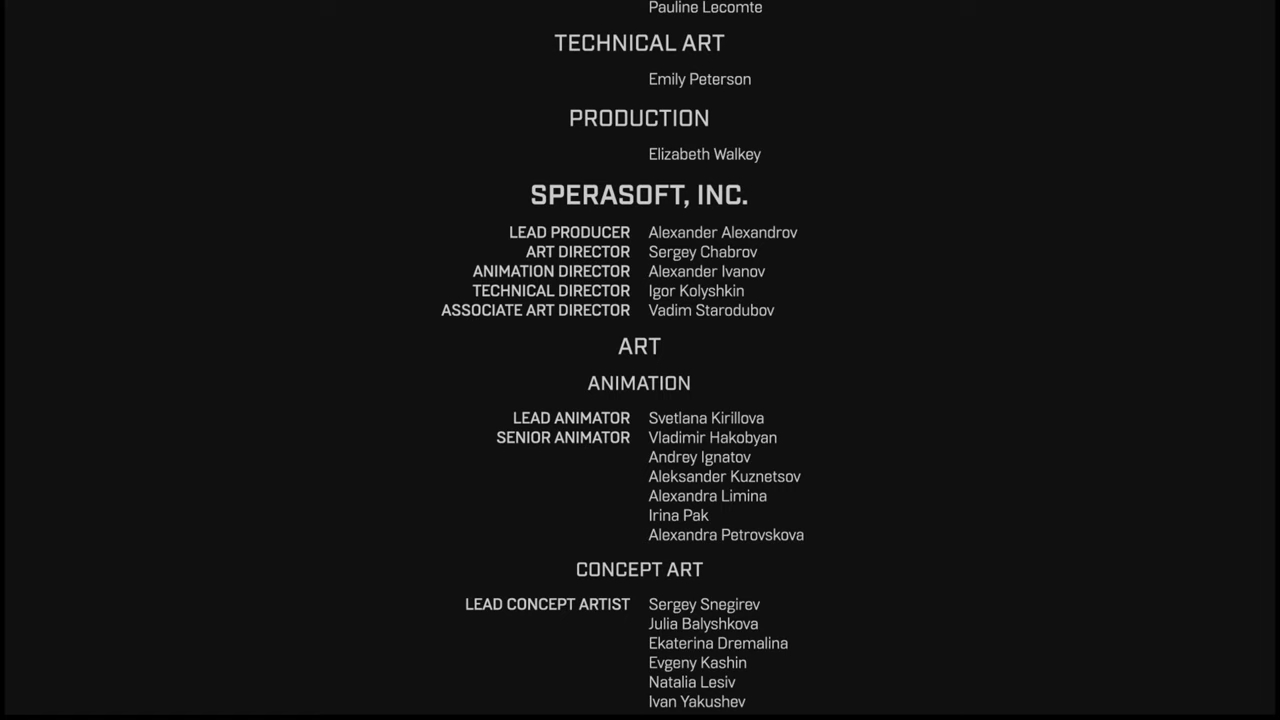 Pauline Lecomte
TECHNICAL ART
Emily Peterson
PRODUCTION
Elizabeth Walkey
SPERASOFT, INC.
LEAD PRODUCER Alexander Alexandrov
ART DIRECTOR Sergey Chabrov
ANIMATION DIRECTOR Alexander Ivanov
TECHNICAL DIRECTOR Igor Kolyshkin
ASSOCIATE ART DIRECTOR Vadim Starodubov
ART
ANIMATION
LEAD ANIMATOR Svetlana Kirillova
SENIOR ANIMATOR Vladimir Hakobyan
Andrey Ignatov
Aleksander Kuznetsov
Alexandra Limina
Irina Pak
Alexandra Petrovskova
CONCEPT ART
LEAD CONCEPT ARTIST Sergey Snegirev
Julia Balyshkova
Ekaterina Dremalina
Evgeny Kashin
Natalia Lesiv
Ivan Yakushev